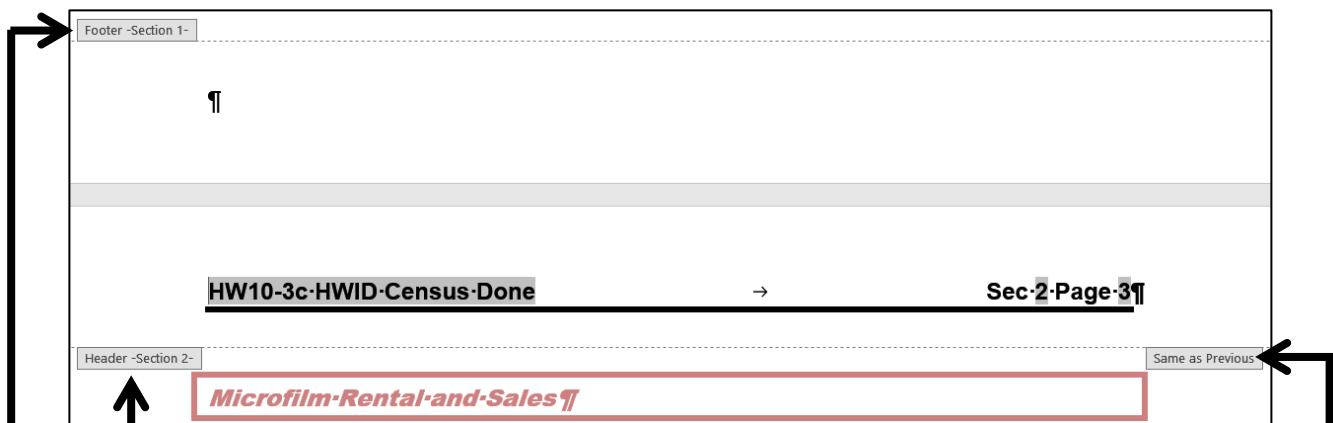 Footer -Section 1-
¶
HW10-3c·HWID·Census·Done → Sec·2·Page·3¶
Header -Section 2- Same as Previous
Microfilm·Rental·and·Sales¶